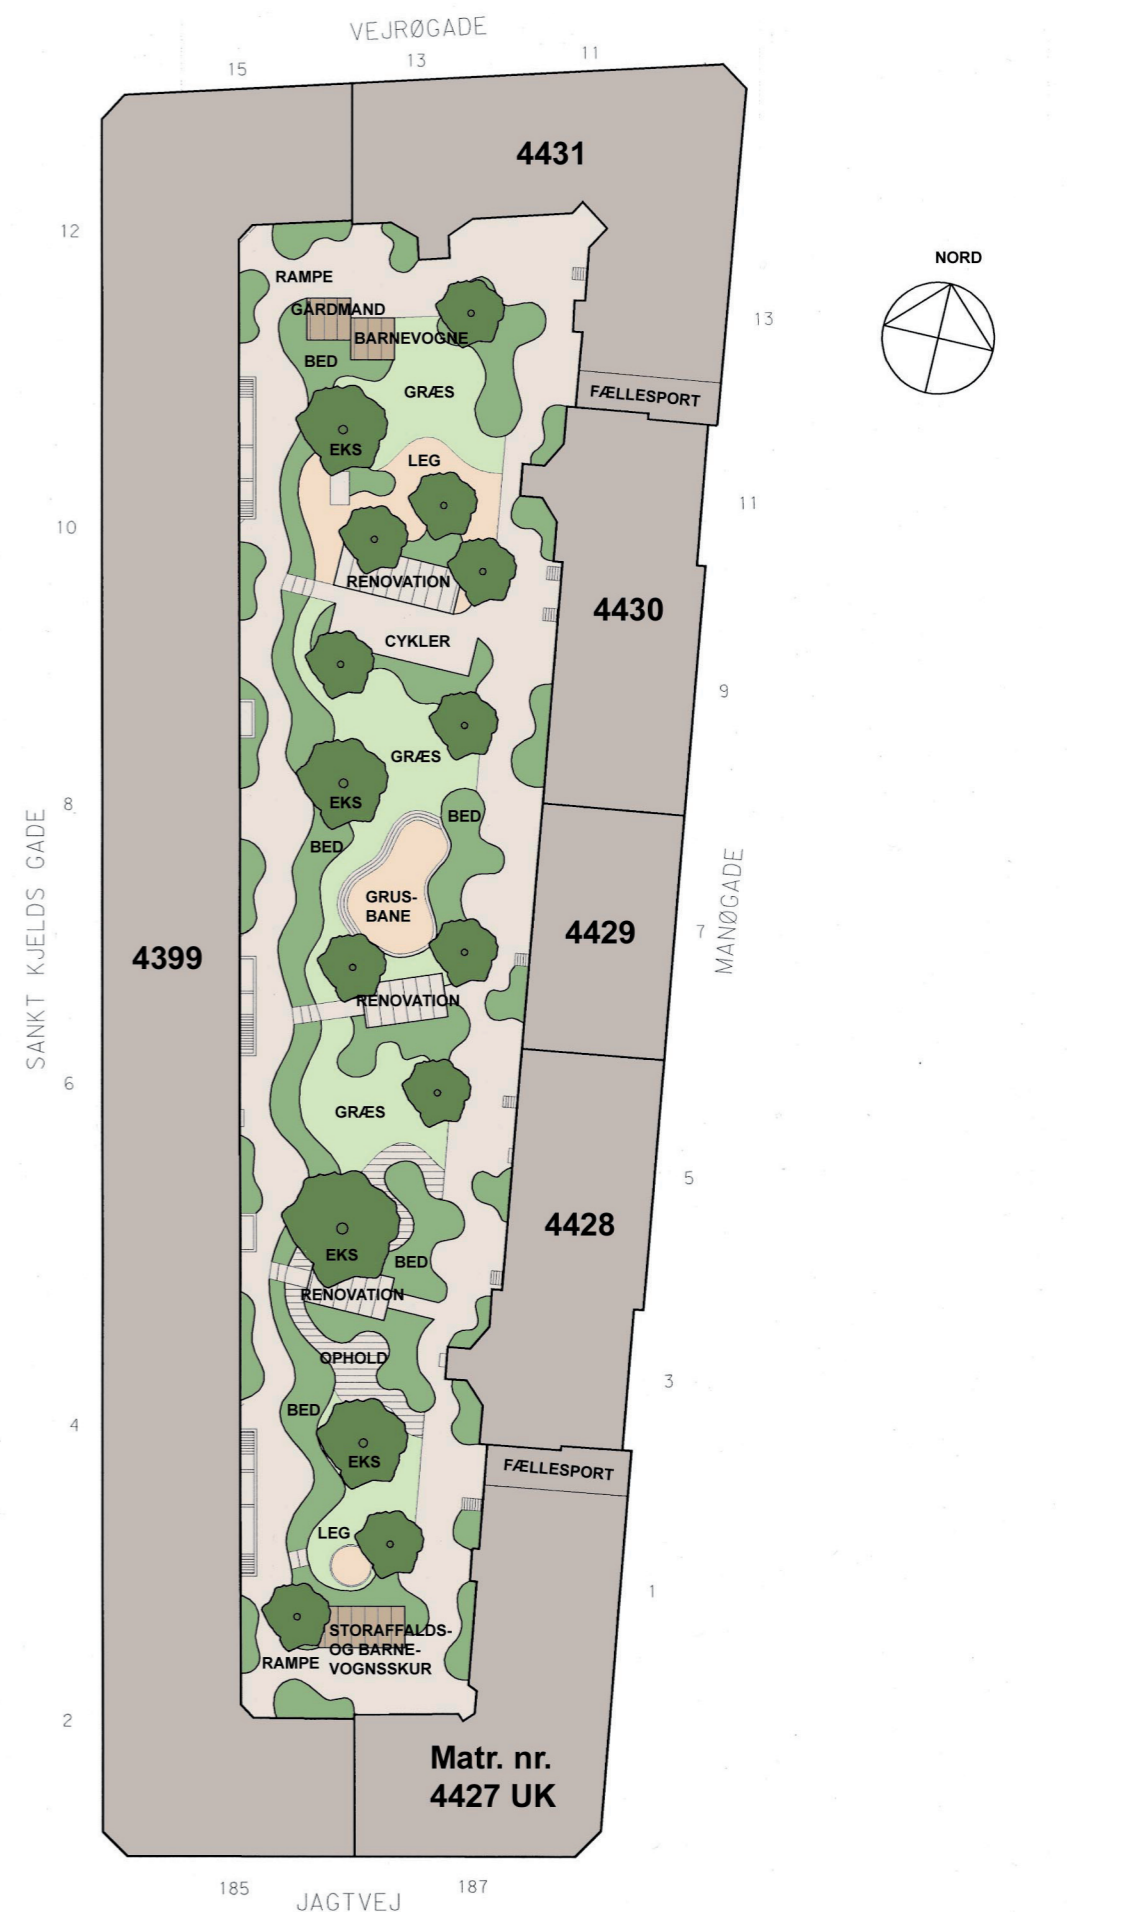 VEJRØGADE
15
13
11
4431
12
NORD
RAMPE
GÅRDMAND
13
BARNEVOGNE
BED
GRÆS
FÆLLESPORT
EKS
LEG
11
10
RENOVATION
4430
CYKLER
9
GRÆS
8
EKS
BED
BED
SANKT KJELDS GADE
MANØGADE
GRUS-
BANE
4399
4429
7
RENOVATION
6
GRÆS
5
4428
EKS
BED
RENOVATION
OPHOLD
3
BED
4
EKS
FÆLLESPORT
LEG
1
STORAFFALDS-
OG BARNE-
VOGNSSKUR
RAMPE
2
Matr. nr.
4427 UK
185
187
JAGTVEJ